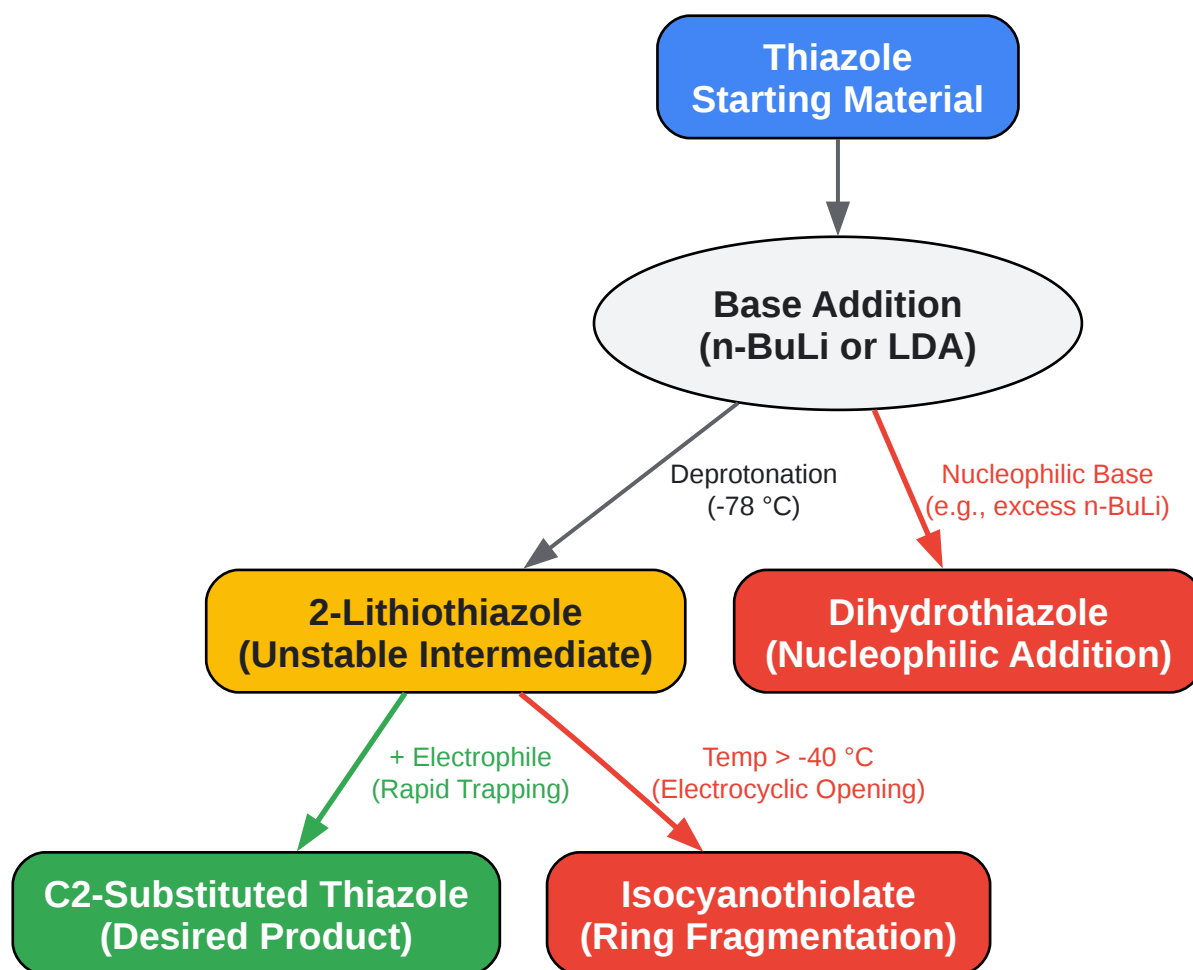 Thiazole
Starting Material
Base Addition
(n-BuLi or LDA)
Deprotonation
(-78 °C)
Nucleophilic Base
(e.g., excess n-BuLi)
2-Lithiothiazole
(Unstable Intermediate)
Dihydrothiazole
(Nucleophilic Addition)
+ Electrophile
(Rapid Trapping)
Temp > -40 °C
(Electrocyclic Opening)
C2-Substituted Thiazole
(Desired Product)
Isocyanothiolate
(Ring Fragmentation)